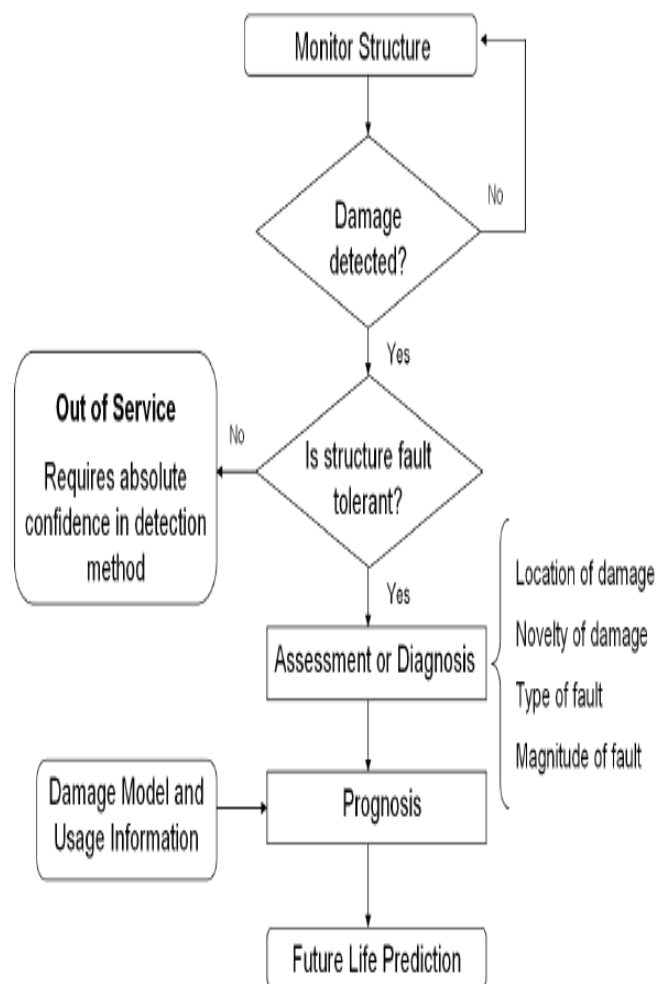 Monitor Structure
No
Damage
detected?
Yes
Out of Service
Requires absolute
confidence in detection
method
No
Is structure fault
tolerant?
Yes
Assessment or Diagnosis
Location of damage
Novelty of damage
Type of fault
Magnitude of fault
Damage Model and
Usage Information
Prognosis
Future Life Prediction